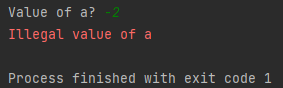 Value of a? -2
Illegal value of a
Process finished with exit code 1